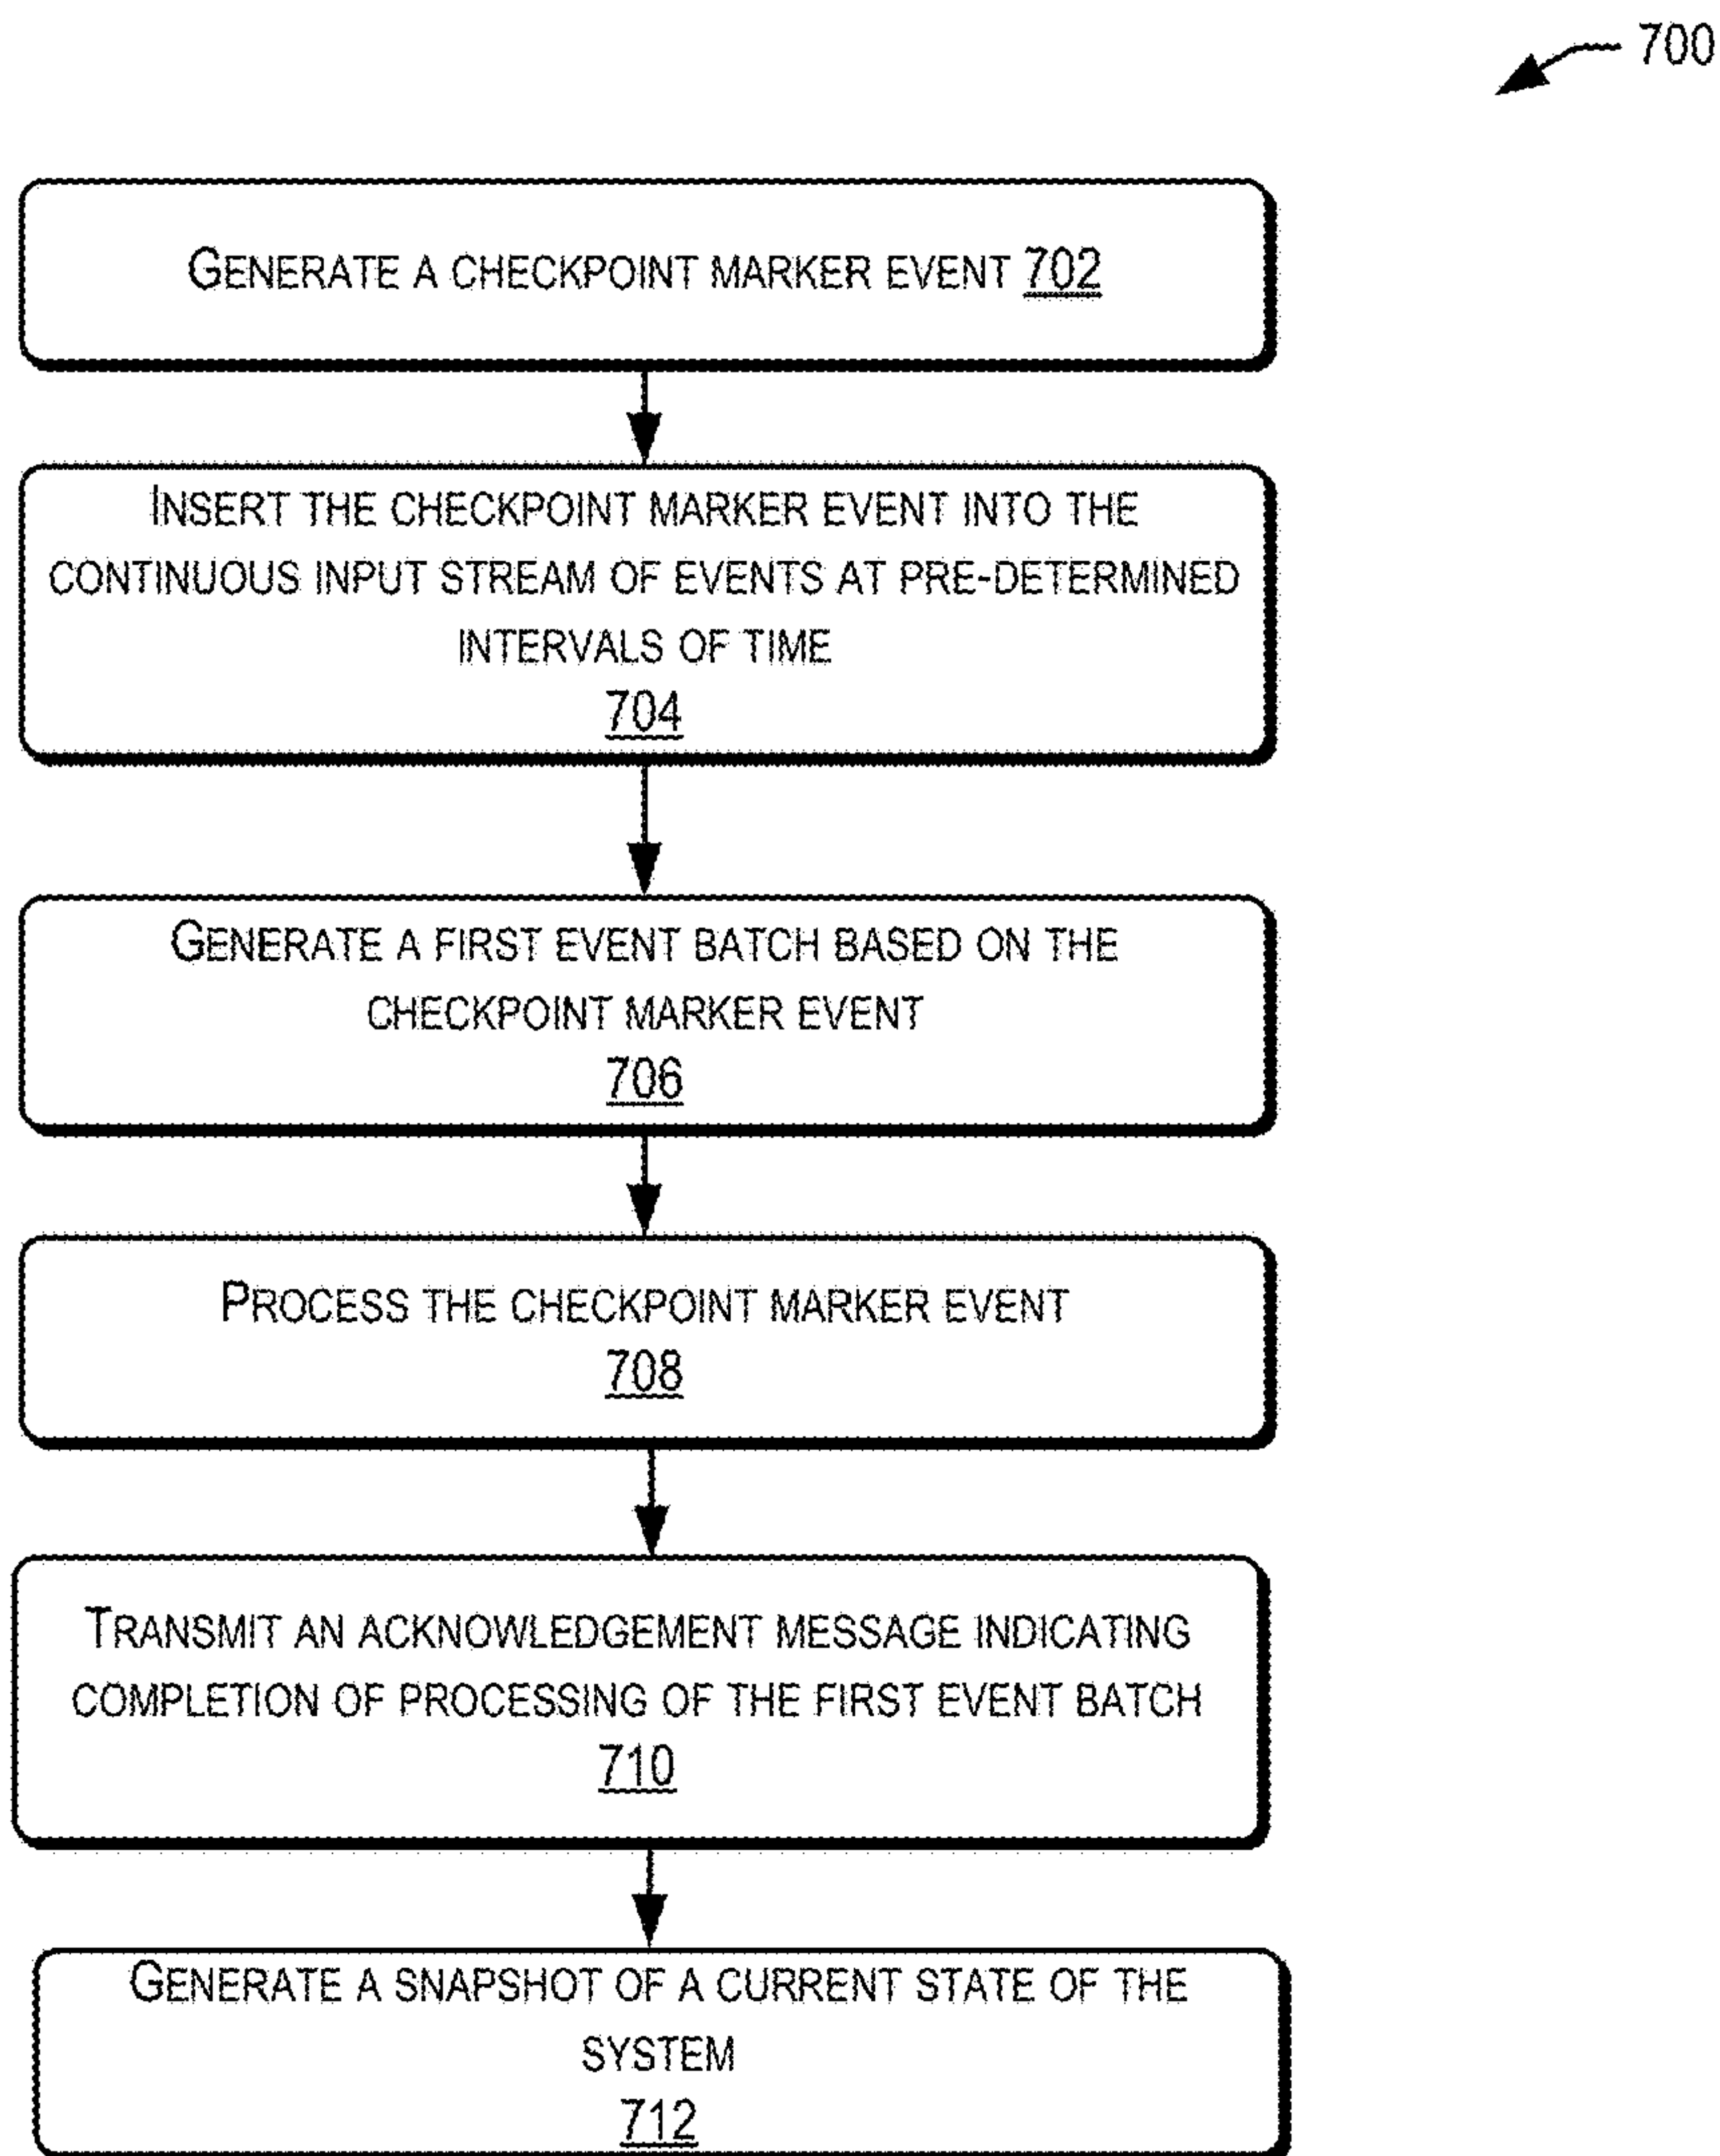 700
GENERATE A CHECKPOINT MARKER EVENT 702
INSERT THE CHECKPOINT MARKER EVENT INTO THE
CONTINUOUS INPUT STREAM OF EVENTS AT PRE-DETERMINED
INTERVALS OF TIME
704
GENERATE A FIRST EVENT BATCH BASED ON THE
CHECKPOINT MARKER EVENT
706
PROCESS THE CHECKPOINT MARKER EVENT
708
TRANSMIT AN ACKNOWLEDGEMENT MESSAGE INDICATING
COMPLETION OF PROCESSING OF THE FIRST EVENT BATCH
710
GENERATE A SNAPSHOT OF A CURRENT STATE OF THE
SYSTEM
712